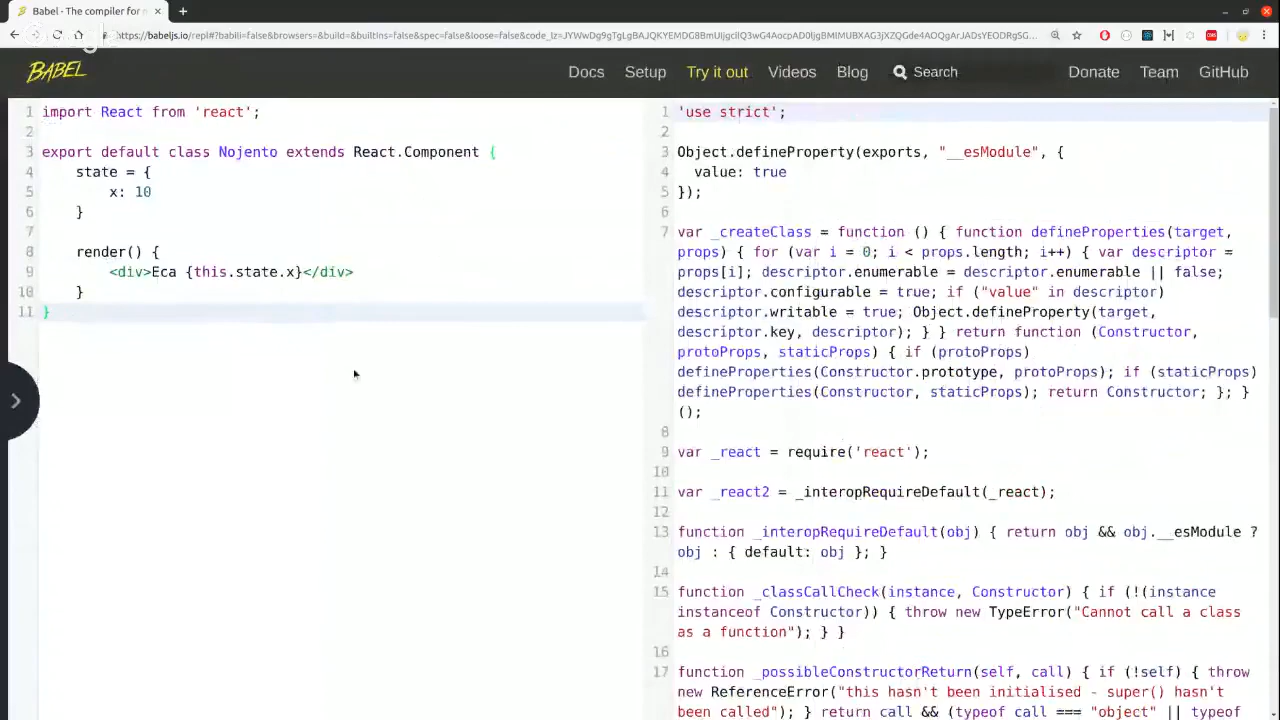 Babel - The compiler for
https://babeljs.io/repl#?babili=false&browsers=&build=&builtIns=false&spec=false&loose=false&code_lz=
BABEL
Docs Setup Try it out Videos Blog Search Donate Team GitHub
1 import React from 'react';
2
3 export default class Nojento extends React.Component {
4 state = {
5 x: 10
6 }
7
8 render() {
9 <div>Eca {this.state.x}</div>
10 }
11 }
1 'use strict';
2
3 Object.defineProperty(exports, "__esModule", {
4 value: true
5 });
6
7 var _createClass = function () { function defineProperties(target,
props) { for (var i = 0; i < props.length; i++) { var descriptor =
props[i]; descriptor.enumerable = descriptor.enumerable || false;
descriptor.configurable = true; if ("value" in descriptor)
descriptor.writable = true; Object.defineProperty(target,
descriptor.key, descriptor); } } return function (Constructor,
protoProps, staticProps) { if (protoProps)
defineProperties(Constructor.prototype, protoProps); if (staticProps)
defineProperties(Constructor, staticProps); return Constructor; }; }
();
8
9 var _react = require('react');
10
11 var _react2 = _interopRequireDefault(_react);
12
13 function _interopRequireDefault(obj) { return obj && obj.__esModule ?
obj : { default: obj }; }
14
15 function _classCallCheck(instance, Constructor) { if (!(instance
instanceof Constructor)) { throw new TypeError("Cannot call a class
as a function"); } }
16
17 function _possibleConstructorReturn(self, call) { if (!self) { throw
new ReferenceError("this hasn't been initialised - super() hasn't
been called"); } return call && (typeof call === "object" || typeof